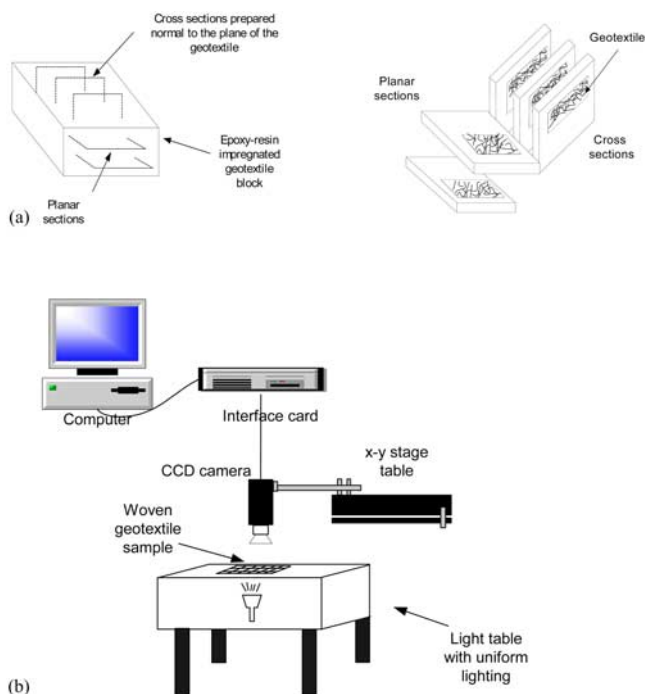 Cross sections prepared
normal to the plane of the
geotextile
Epoxy-resin
impregnated
geotextile
block
Planar
sections
(a)
Geotextile
Planar
sections
Cross
sections
Computer
Interface card
CCD camera
x-y stage
table
Woven
geotextile
sample
Light table
with uniform
lighting
(b)